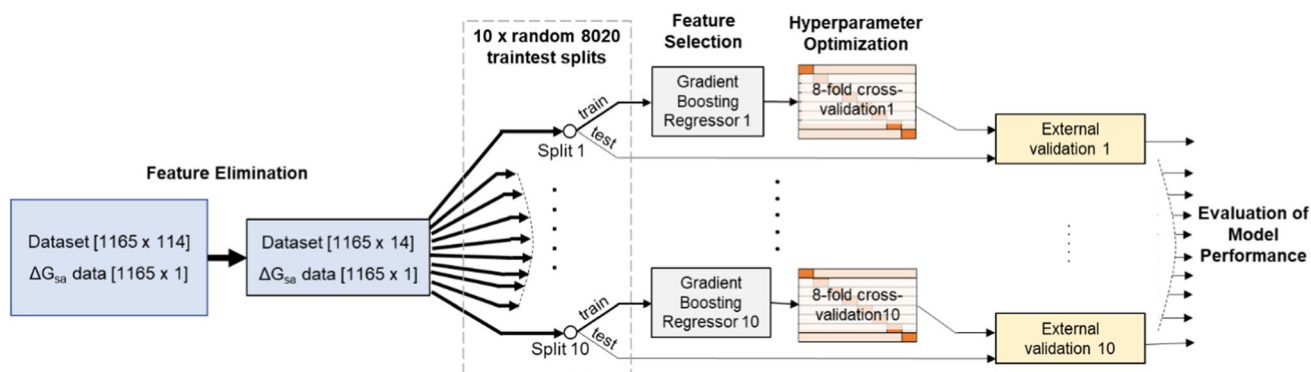 10 x random 8020
traintest splits
Feature
Selection
Hyperparameter
Optimization
Feature Elimination
Dataset [1165 x 114]
ΔGsa data [1165 x 1]
Dataset [1165 x 14]
ΔGsa data [1165 x 1]
train
test
Split 1
Gradient
Boosting
Regressor 1
8-fold cross-
validation1
External
validation 1
train
test
Split 10
Gradient
Boosting
Regressor 10
8-fold cross-
validation10
External
validation 10
Evaluation of
Model
Performance